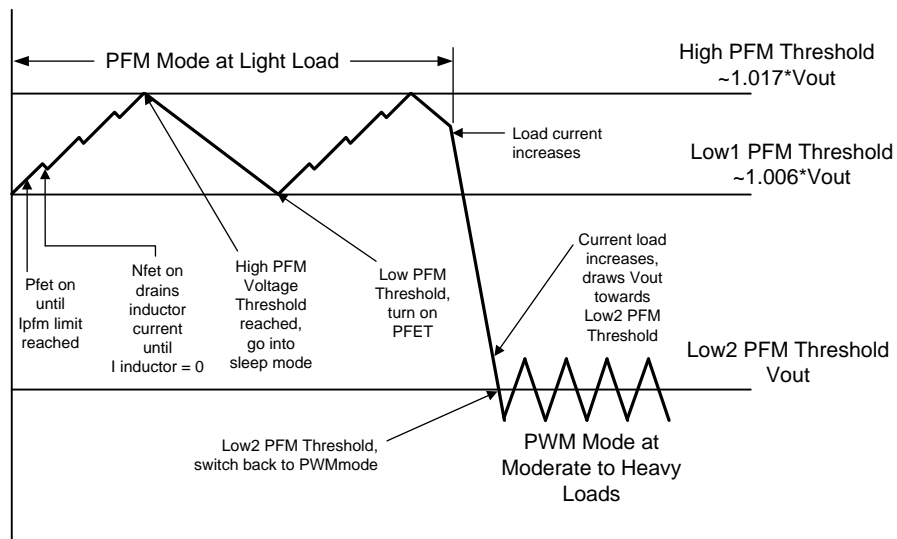 PFM Mode at Light Load
High PFM Threshold
~1.017*Vout
Load current
increases
Low1 PFM Threshold
~1.006*Vout
Pfet on
until
Ipfm limit
reached
Nfet on
drains
inductor
current
until
I inductor = 0
High PFM
Voltage
Threshold
reached,
go into
sleep mode
Low PFM
Threshold,
turn on
PFET
Current load
increases,
draws Vout
towards
Low2 PFM
Threshold
Low2 PFM Threshold
Vout
Low2 PFM Threshold,
switch back to PWMmode
PWM Mode at
Moderate to Heavy
Loads